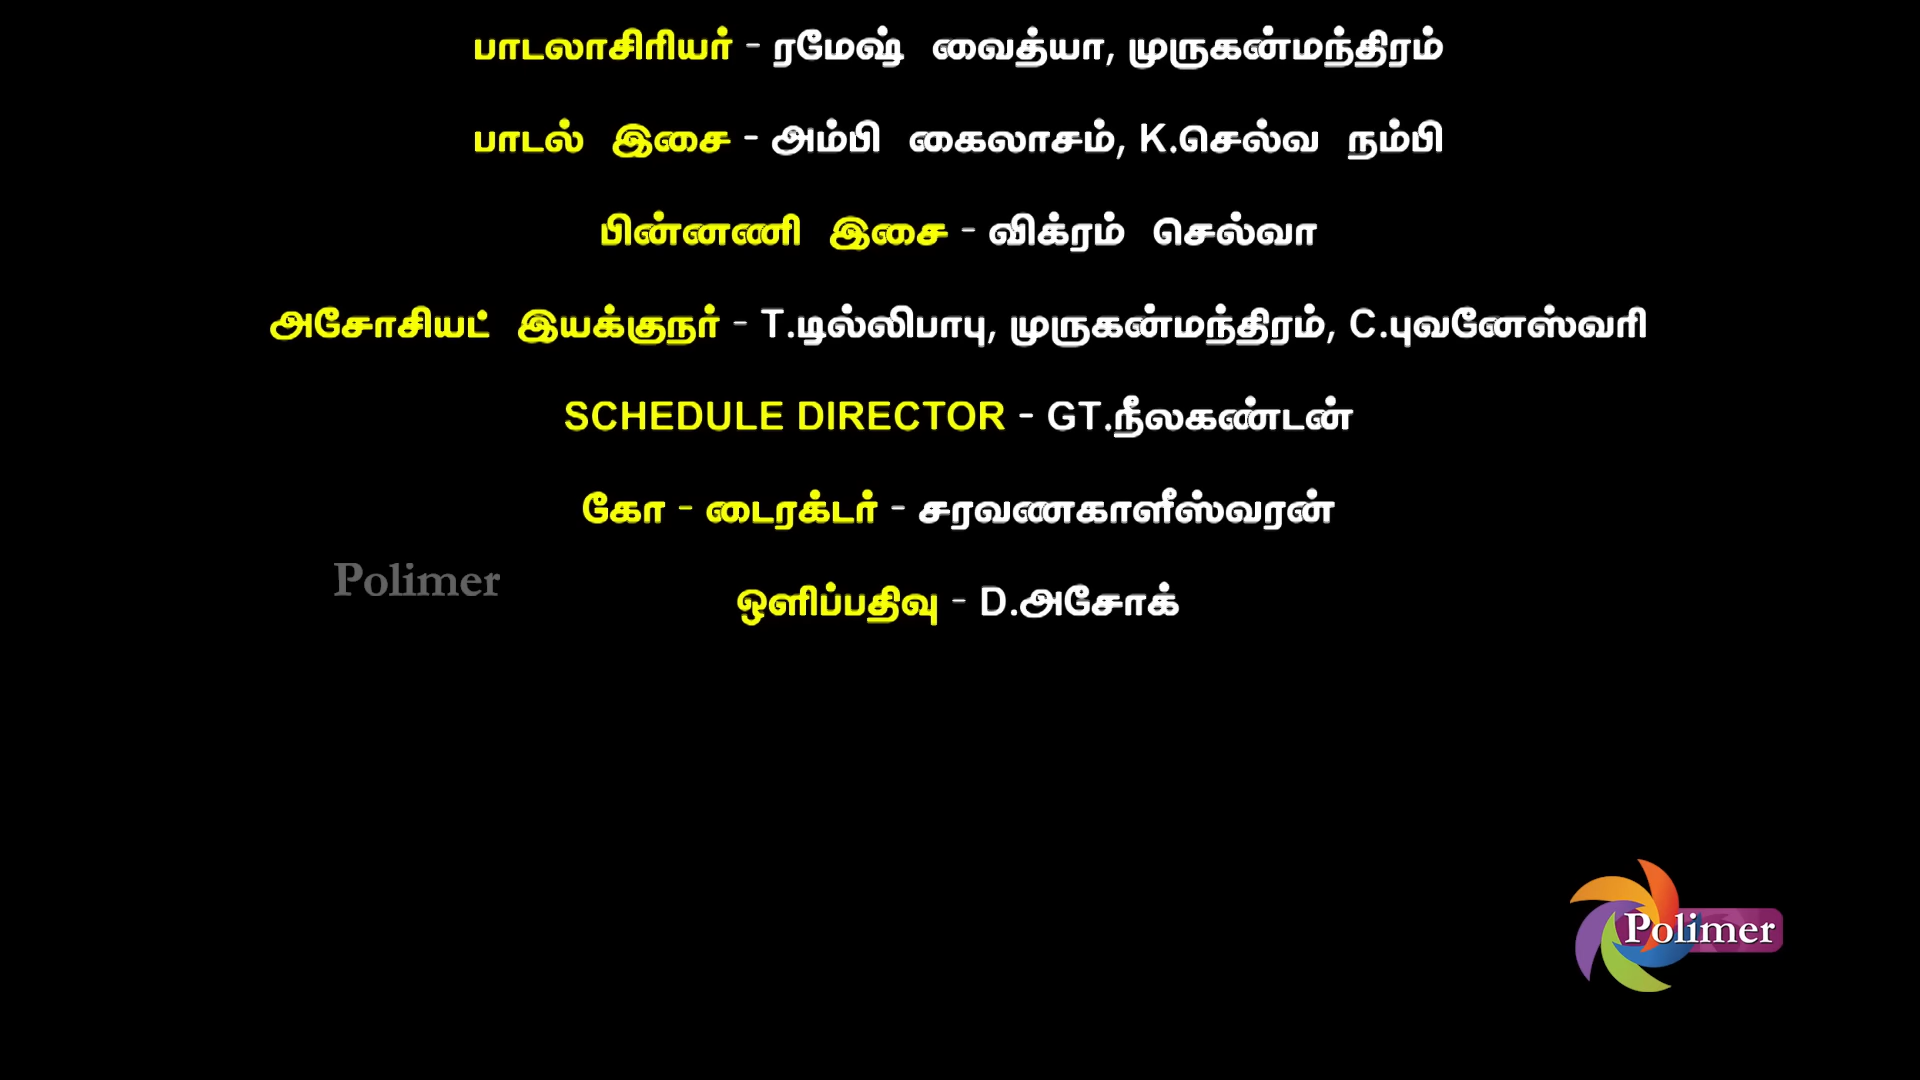 பாடலாசிரியர் - ரமேஷ் வைத்யா, முருகன்மந்திரம்
பாடல் இசை - அம்பி கைலாசம், K.செல்வ நம்பி
பின்னணி இசை - விக்ரம் செல்வா
அசோசியட் இயக்குநர் - T.டில்லிபாபு, முருகன்மந்திரம், C.புவனேஸ்வரி
SCHEDULE DIRECTOR - GT.நீலகண்டன்
கோ - டைரக்டர் - சரவணகாளீஸ்வரன்
Polimer
ஒளிப்பதிவு - D.அசோக்
Polimer